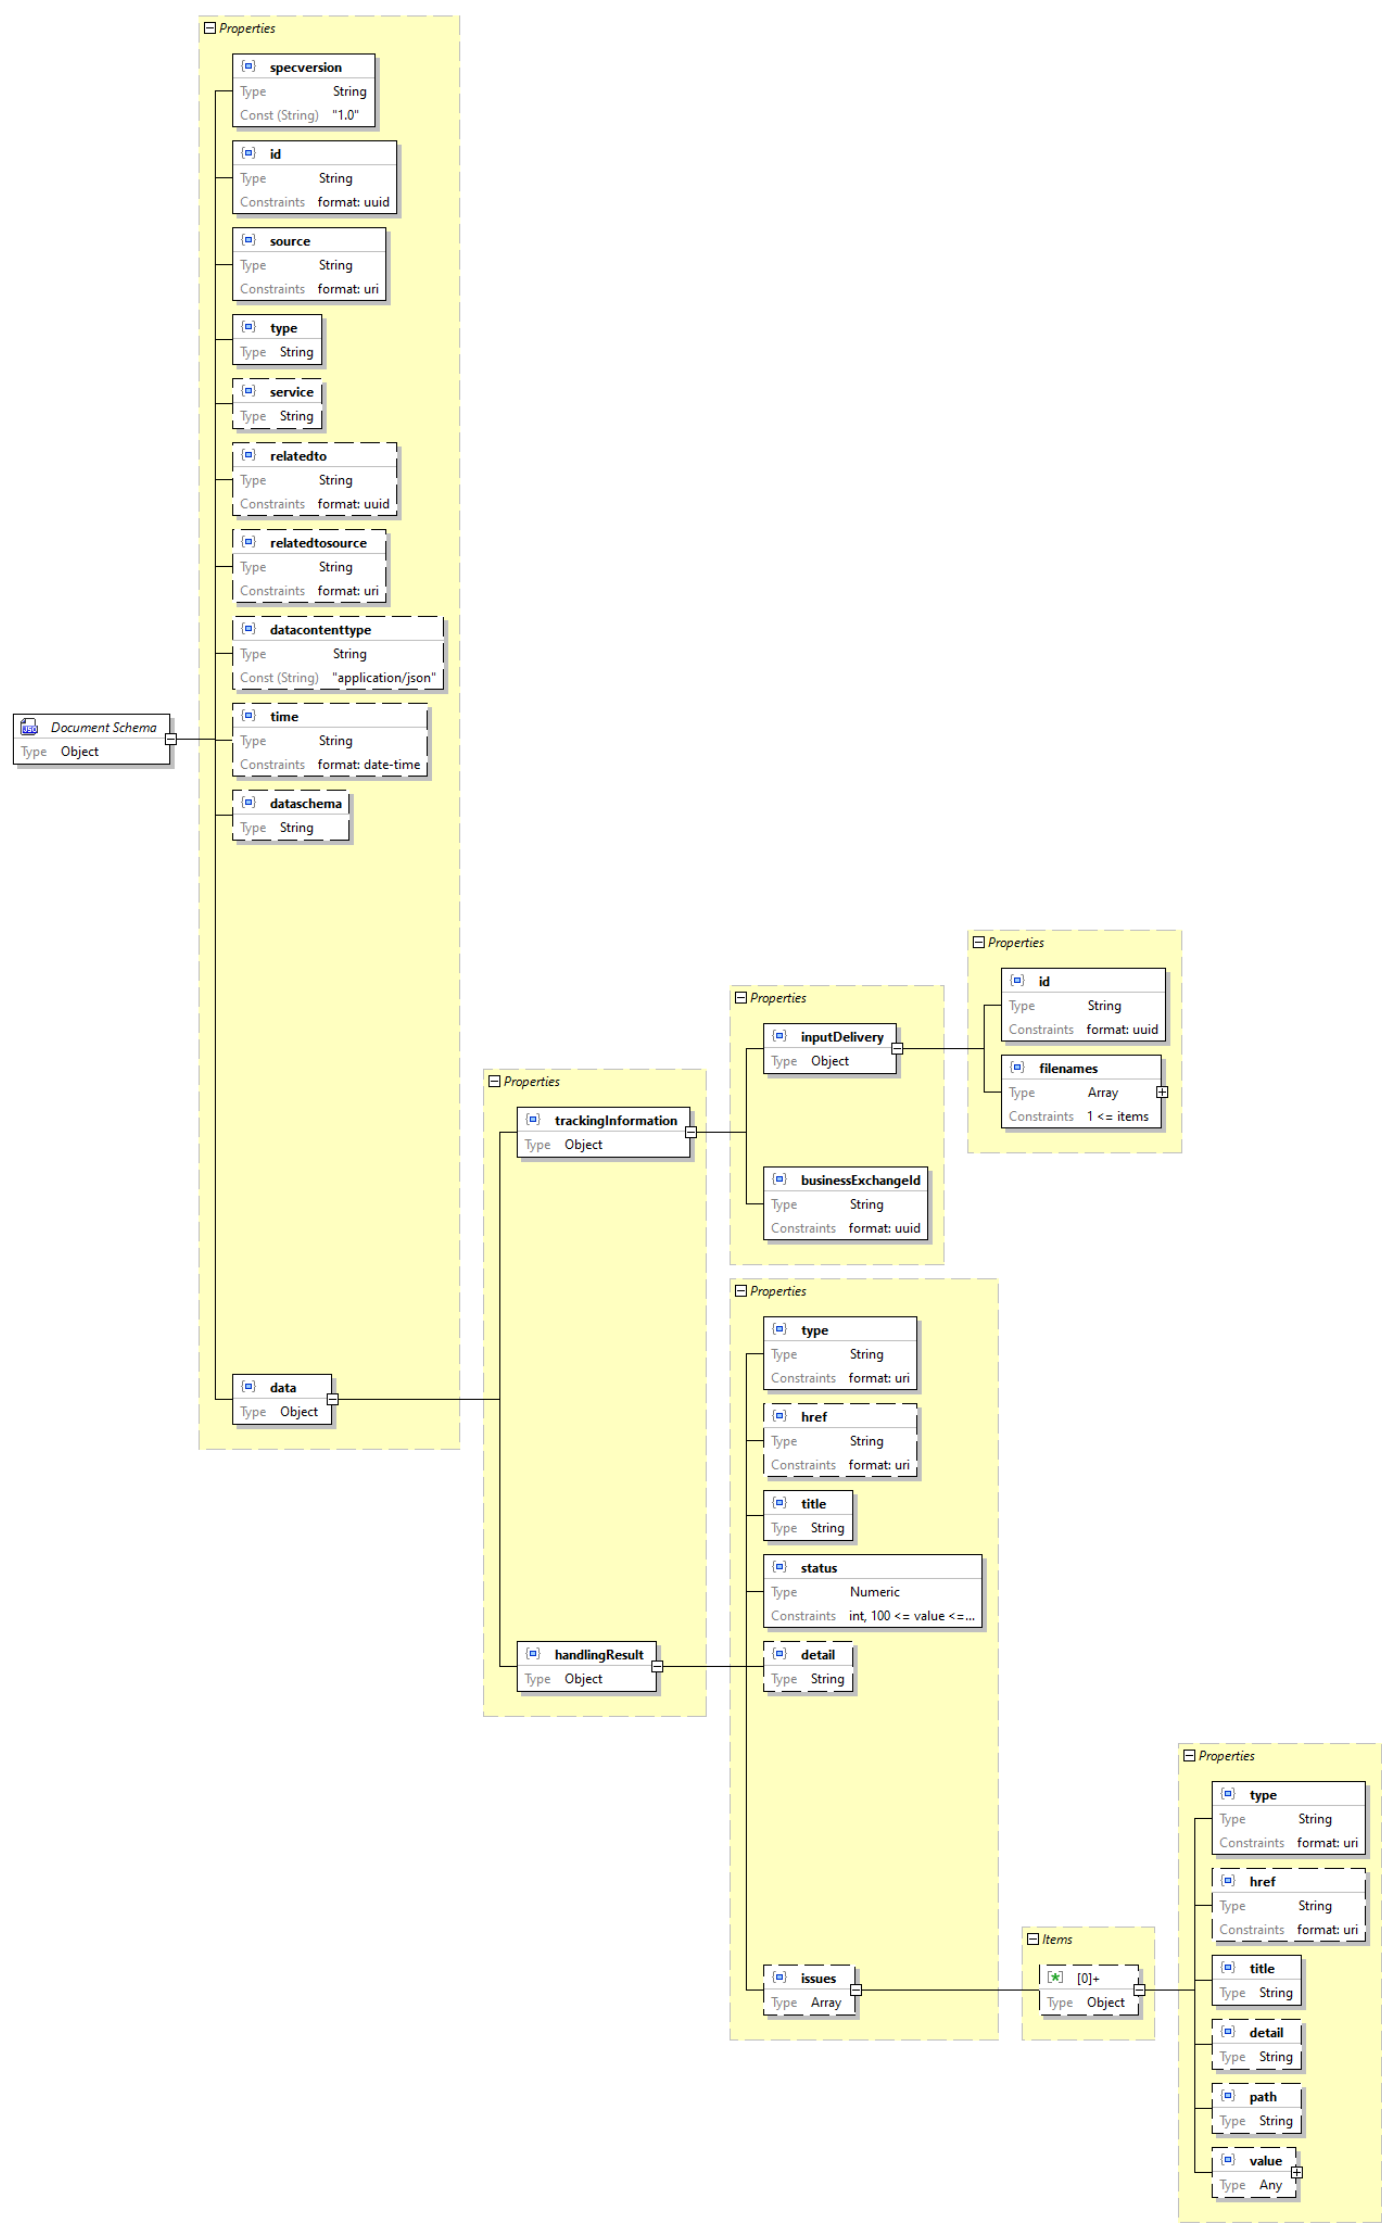 Properties
specversion
Type String
Const (String) "1.0"
id
Type String
Constraints format: uuid
source
Type String
Constraints format: uri
type
Type String
service
Type String
relatedto
Type String
Constraints format: uuid
relatedtosource
Type String
Constraints format: uri
datacontenttype
Type String
Const (String) "application/json"
Document Schema
Type Object
time
Type String
Constraints format: date-time
dataschema
Type String
data
Type Object
Properties
trackingInformation
Type Object
handlingResult
Type Object
Properties
inputDelivery
Type Object
businessExchangeId
Type String
Constraints format: uuid
Properties
id
Type String
Constraints format: uuid
filenames
Type Array
Constraints 1 <= items
Properties
type
Type String
Constraints format: uri
href
Type String
Constraints format: uri
title
Type String
status
Type Numeric
Constraints int, 100 <= value <=...
detail
Type String
issues
Type Array
Items
[0]+
Type Object
Properties
type
Type String
Constraints format: uri
href
Type String
Constraints format: uri
title
Type String
detail
Type String
path
Type String
value
Type Any